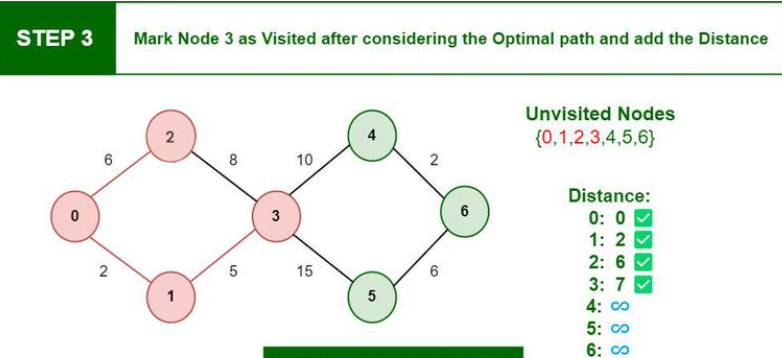 STEP 3
Mark Node 3 as Visited after considering the Optimal path and add the Distance
Unvisited Nodes
{0,1,2,3,4,5,6}
2
4
6
8
10
2
0
3
6
2
5
15
6
1
5
Distance:
0: 0 ✅
1: 2 ✅
2: 6 ✅
3: 7 ✅
4: ∞
5: ∞
6: ∞